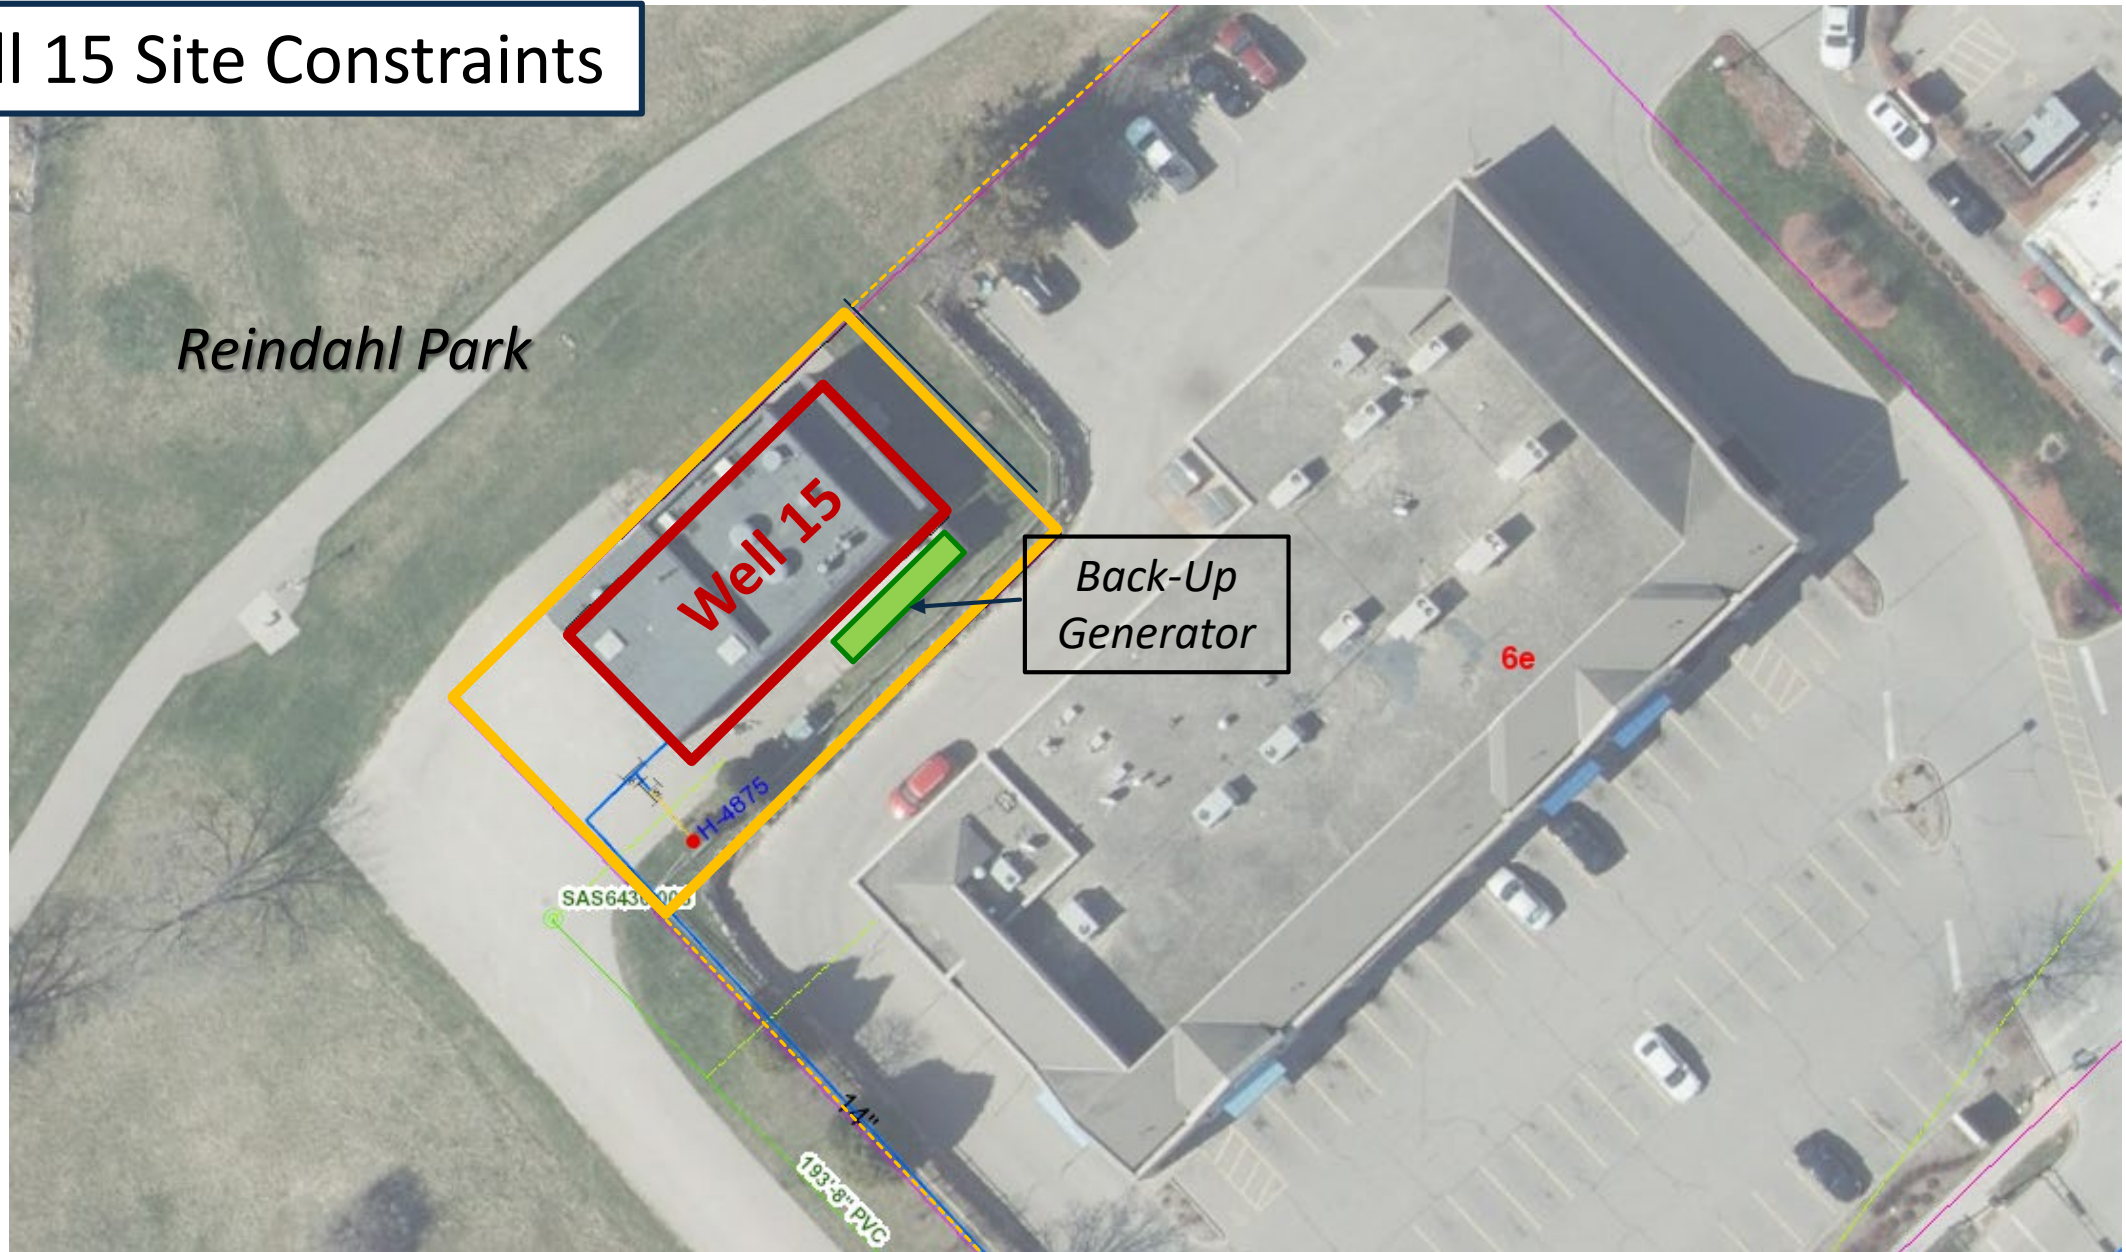 ll 15 Site Constraints
Reindahl Park
Well 15
Back-Up
Generator
6e
H-4875
14"
193'-8" PVC